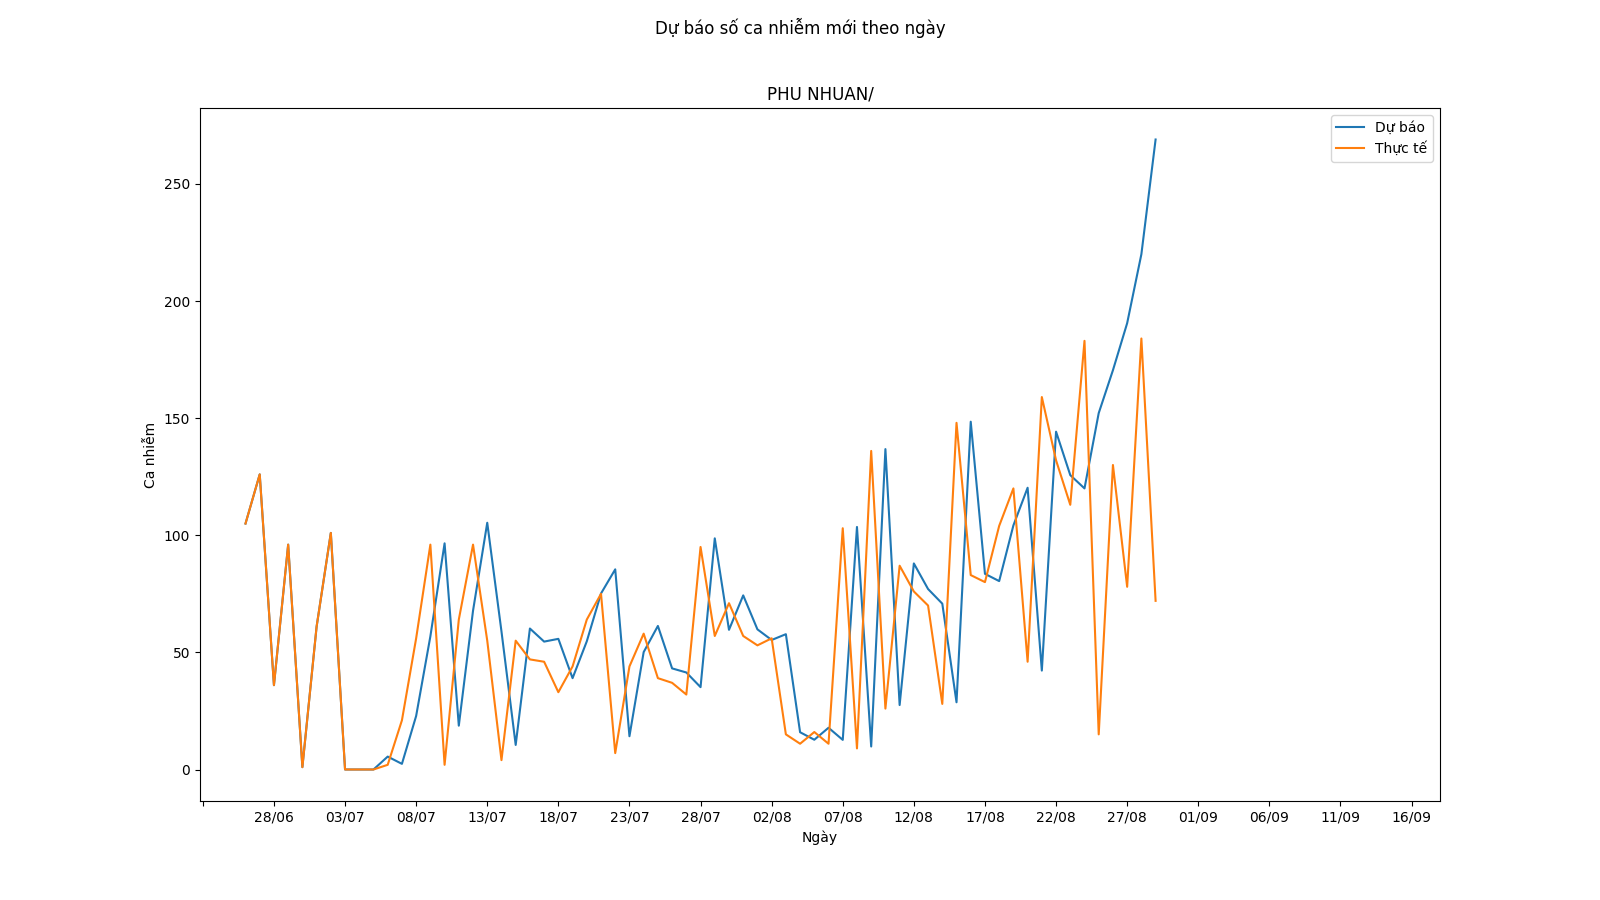 Dự báo số ca nhiễm mới theo ngày
PHU NHUAN/
Dự báo
Thực tế
250
200
150
100
50
0
Ca nhiễm
28/06 03/07 08/07 13/07 18/07 23/07 28/07 02/08 07/08 12/08 17/08 22/08 27/08 01/09 06/09 11/09 16/09
Ngày